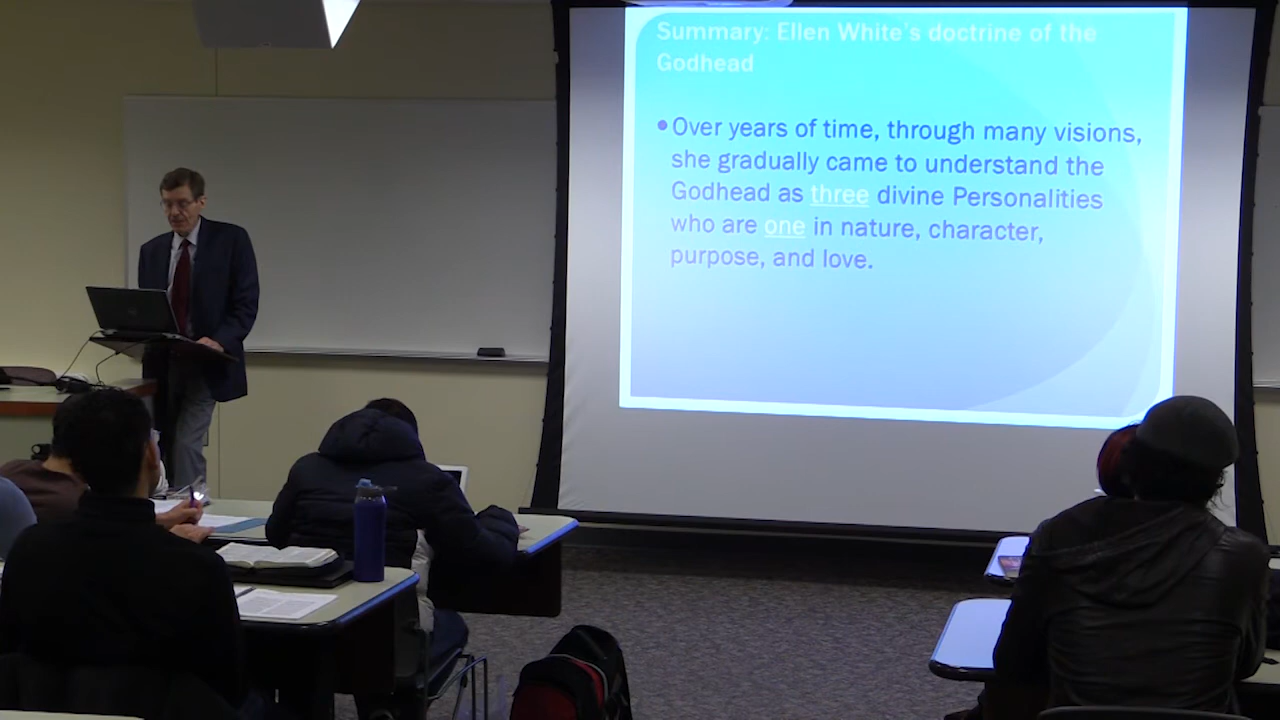 Summary: Ellen White's doctrine of the
Godhead
•Over years of time, through many visions,
she gradually came to understand the
Godhead as three divine Personalities
who are one in nature, character,
purpose, and love.